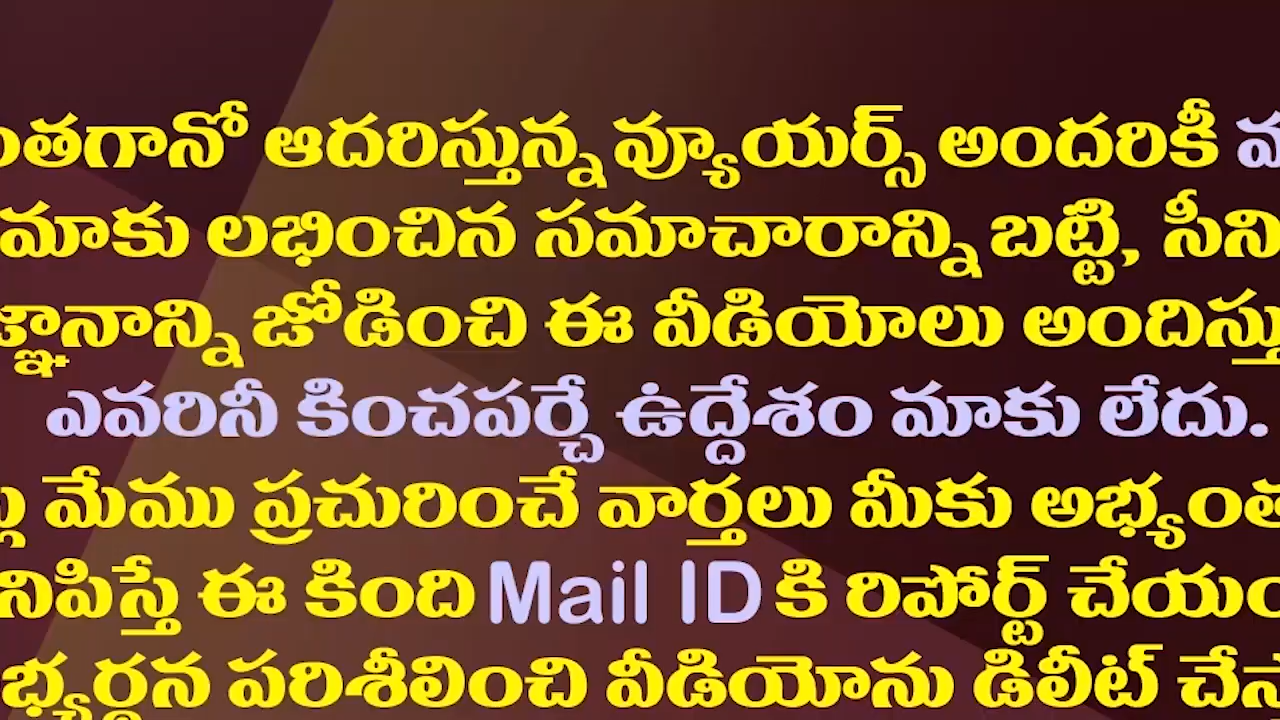 ఆదరిస్తున్న వ్యూయర్స్ అందరికీ
మాకు లభించిన సమాచారాన్ని బట్టి,
జోడించి ఈ వీడియోలు
ఎవరినీ కించపర్చే ఉద్దేశం మాకు లేదు.
మేము ప్రచురించే వార్తలు మీకు
ఈ కింది Mail ID కి రిపోర్ట్
పరిశీలించి వీడియోను డిలీట్